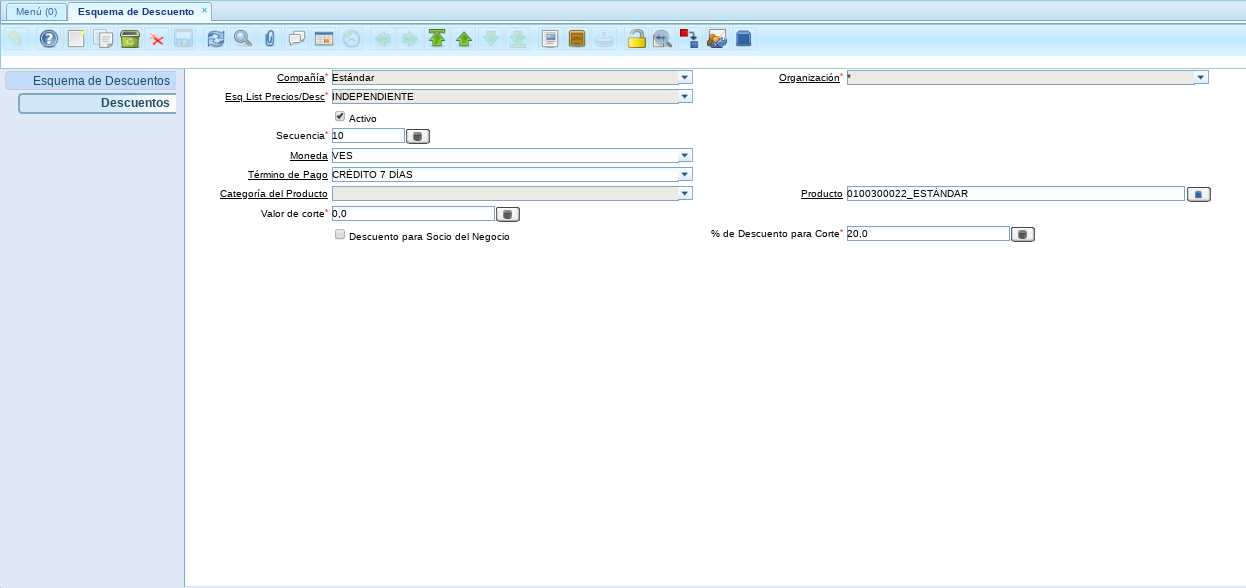 Menú (0) Esquema de Descuento ×
Esquema de Descuentos
Descuentos
Compañía* Estándar Organización* *
Esq List Precios/Desc* INDEPENDIENTE
Activo
Secuencia* 10
Moneda VES
Término de Pago CRÉDITO 7 DÍAS
Categoría del Producto Producto 0100300022_ESTÁNDAR
Valor de corte* 0,0
Descuento para Socio del Negocio % de Descuento para Corte* 20,0